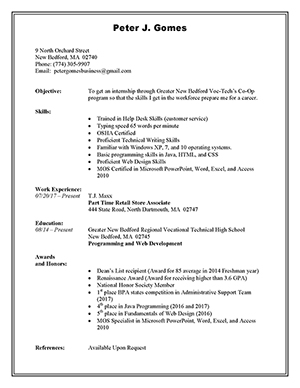 Peter J. Gomes
9 North Orchard Street
New Bedford, MA 02740
Phone: (774) 305-9907
Email: petergomesbusiness@gmail.com
Objective: To get an internship through Greater New Bedford Voc-Tech's Co-Op
program so that the skills I get in the workforce prepare me for a career.
Skills:
• Trained in Help Desk Skills (customer service)
• Typing speed 65 words per minute
• OSHA Certified
• Proficient Technical Writing Skills
• Familiar with Windows XP, 7, and 10 operating systems.
• Basic programming skills in Java, HTML, and CSS
• Proficient Web Design Skills
• MOS Certified in Microsoft PowerPoint, Word, Excel, and Access
2010
Work Experience:
07/20/17 – Present T.J. Maxx
Part Time Retail Store Associate
444 State Road, North Dartmouth, MA 02747
Education:
08/14 – Present Greater New Bedford Regional Vocational Technical High School
New Bedford, MA 02745
Programming and Web Development
Awards
and Honors:
• Dean's List recipient (Award for 85 average in 2014 freshman year)
• Renaissance Award (Award for receiving higher than 3.6 GPA)
• National Honor Society Member
• 1st place BPA states competition in Administrative Support Team
(2017)
• 4th place in Java Programming (2016 and 2017)
• 5th place in Fundamentals of Web Design (2016)
• MOS Specialist in Microsoft PowerPoint, Word, Excel, and Access
2010
References: Available Upon Request